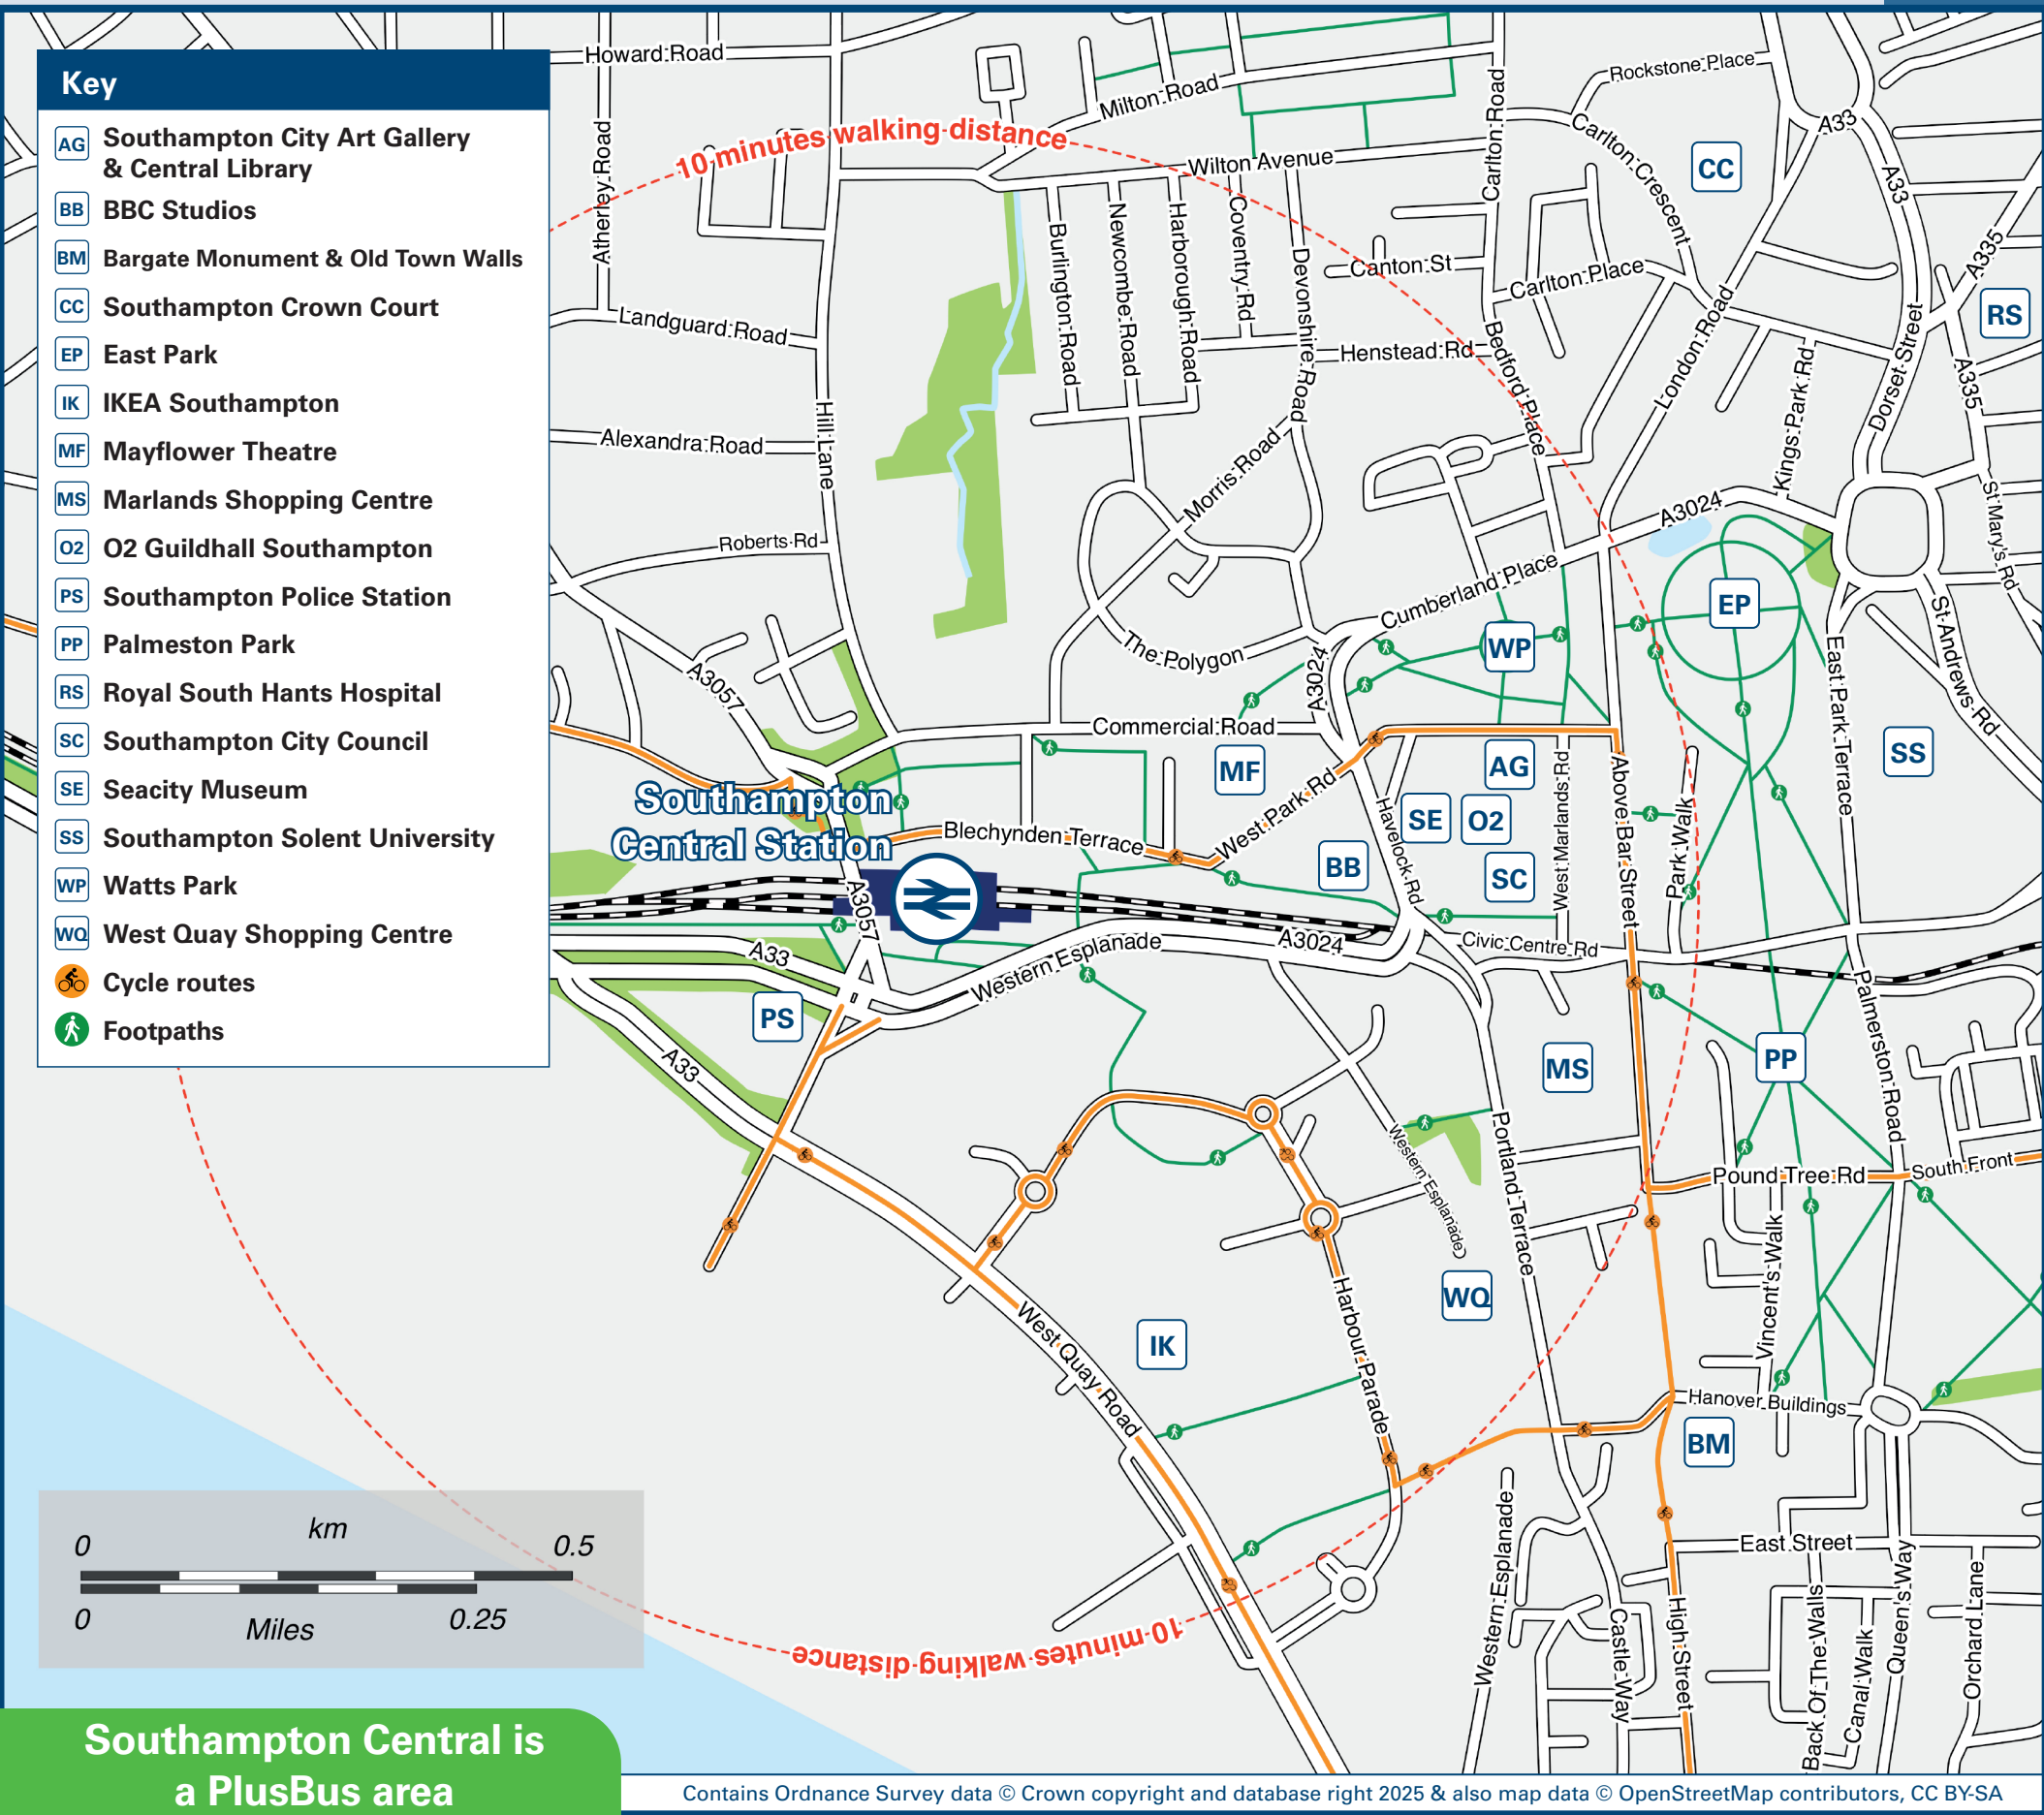 Key
AG Southampton City Art Gallery
& Central Library
BB BBC Studios
BM Bargate Monument & Old Town Walls
CC Southampton Crown Court
EP East Park
IK IKEA Southampton
MF Mayflower Theatre
MS Marlands Shopping Centre
O2 O2 Guildhall Southampton
PS Southampton Police Station
PP Palmeston Park
RS Royal South Hants Hospital
SC Southampton City Council
SE Seacity Museum
SS Southampton Solent University
WP Watts Park
WQ West Quay Shopping Centre
Cycle routes
Footpaths
Howard Road
Atherley Road
Milton Road
10 minutes walking distance
Wilton Avenue
Carlton Road
Rockstone Place
Carlton Crescent
A33
A33
CC
A335
RS
A335
Landguard Road
Burlington Road
Newcombe Road
Harborough Road
Coventry Rd
Devonshire Road
Canton St
Carlton Place
Henstead Rd
Bedford Place
London Road
Kings Park Rd
Dorset Street
Alexandra Road
Hill Lane
Morris Road
Roberts Rd
A3024
St Mary's Rd
Cumberland Place
EP
WP
The Polygon
A3024
East Park Terrace
St Andrews Rd
A3057
Commercial Road
MF
AG
SS
Southampton
Central Station
Blechynden Terrace
West Park Rd
Havelock Rd
SE
O2
BB
SC
West Marlands Rd
Above Bar Street
Park Walk
A3057
A33
Western Esplanade
A3024
Civic Centre Rd
PS
A33
MS
PP
Palmerston Road
Western Esplanade
Portland Terrace
Pound Tree Rd
South Front
Vincent's Walk
WQ
IK
Harbour Parade
West Quay Road
Hanover Buildings
BM
Western Esplanade
East Street
Castle Way
High Street
Back Of The Walls
Canal Walk
Queen's Way
Orchard Lane
10 minutes walking distance
km
0 0.5
0 0.25
Miles
Southampton Central is
a PlusBus area
Contains Ordnance Survey data © Crown copyright and database right 2025 & also map data © OpenStreetMap contributors, CC BY-SA